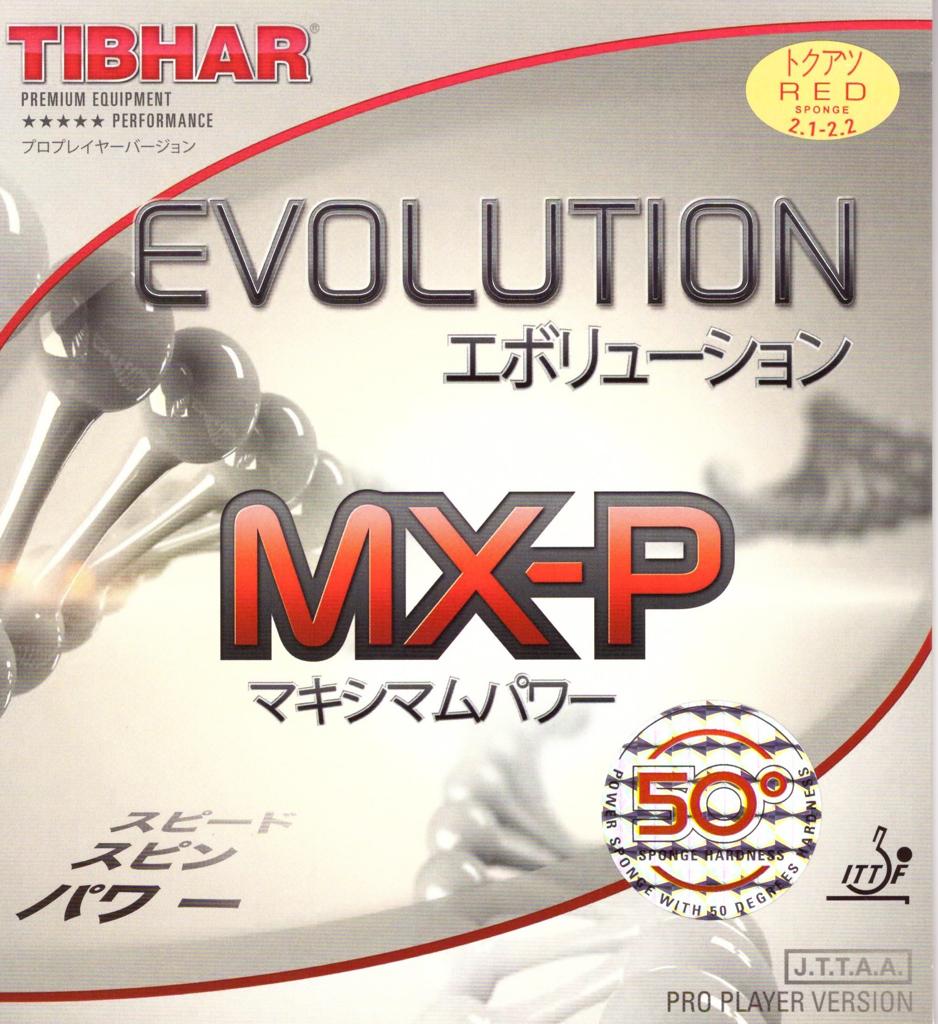 TIBHAR®
PREMIUM EQUIPMENT
★★★★★ PERFORMANCE
プロプレイヤーバージョン
トクアツ
RED
SPONGE
2.1-2.2
EVOLUTION
エボリューション
MX-P
マキシマムパワー
スピード
スピン
パワー
50°
SPONGE HARDNESS
POWER SPONGE WITH 50 DEGREES HARDNESS
ITTF
J.T.T.A.A.
PRO PLAYER VERSION